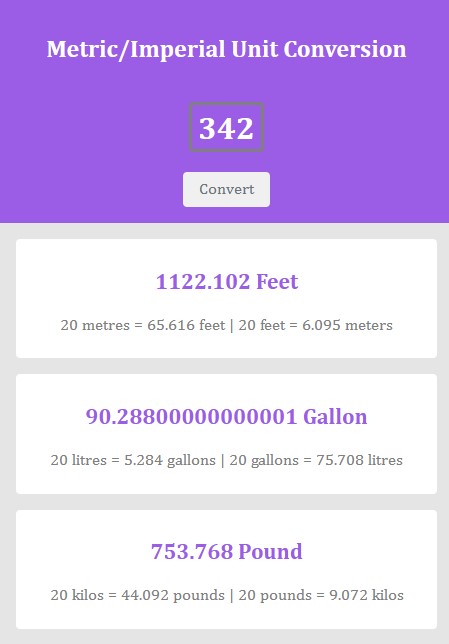 Metric/Imperial Unit Conversion
342
Convert
1122.102 Feet
20 metres = 65.616 feet | 20 feet = 6.095 meters
90.28800000000001 Gallon
20 litres = 5.284 gallons | 20 gallons = 75.708 litres
753.768 Pound
20 kilos = 44.092 pounds | 20 pounds = 9.072 kilos